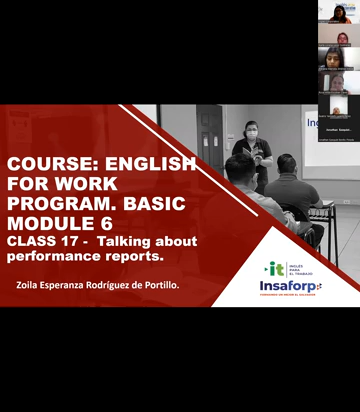 COURSE: ENGLISH
FOR WORK
PROGRAM. BASIC
MODULE 6
CLASS 17 - Talking about
performance reports.
Zoila Esperanza Rodríguez de Portillo.
it
INGLÉS
PARA
EL TRABAJO
Insaforp